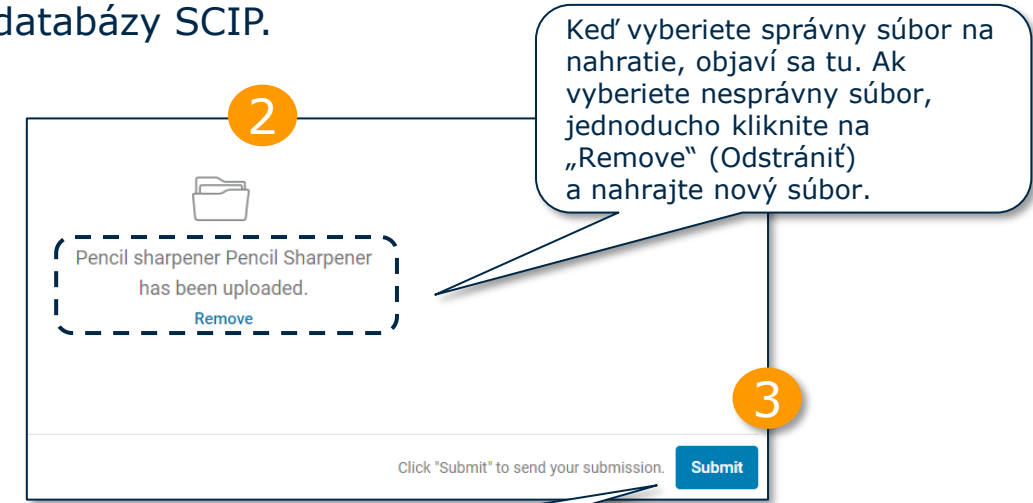 databázy SCIP.
Keď vyberiete správny súbor na
nahratie, objaví sa tu. Ak
vyberiete nesprávny súbor,
jednoducho kliknite na
„Remove“ (Odstrániť)
a nahrajte nový súbor.
2
Pencil sharpener Pencil Sharpener
has been uploaded.
Remove
3
Click "Submit" to send your submission.
Submit